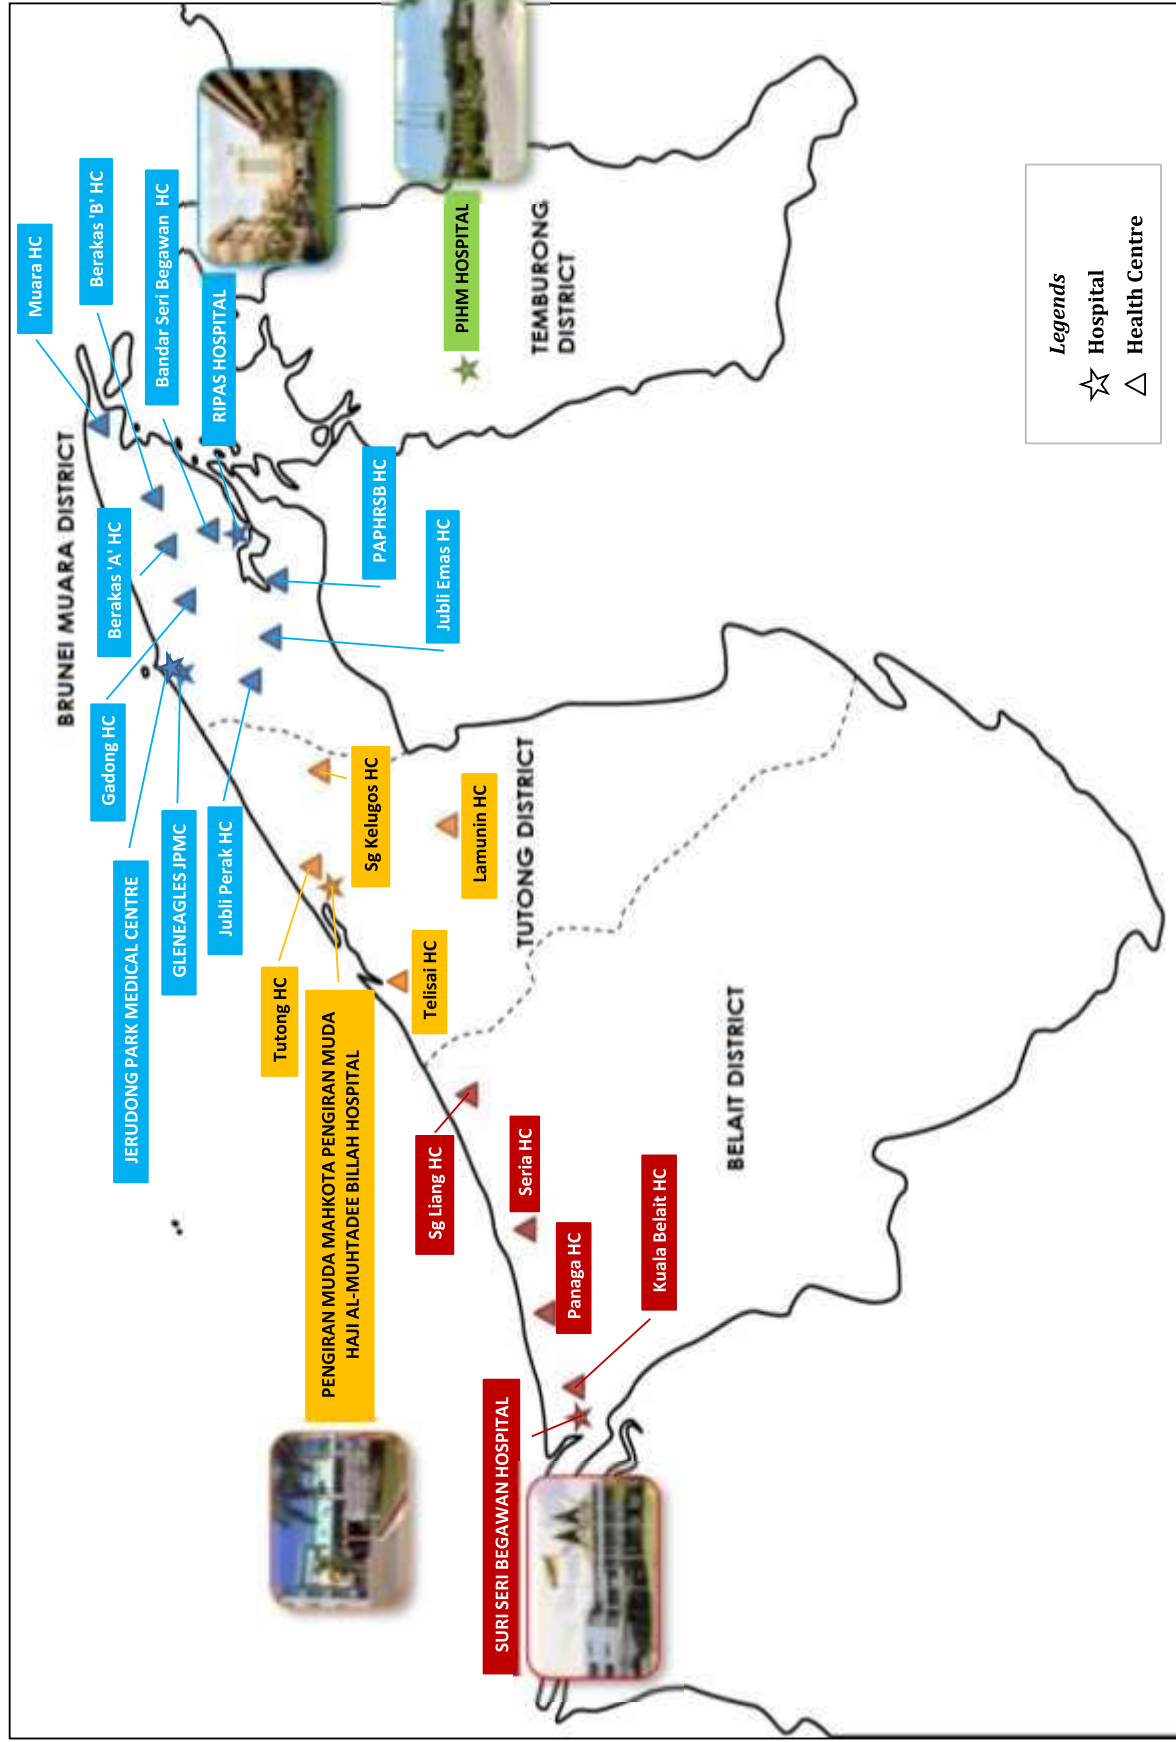 BRUNEI MUARA DISTRICT
Muara HC
Berakas 'B' HC
Bandar Seri Begawan HC
RIPAS HOSPITAL
Berakas 'A' HC
Gadong HC
JERUDONG PARK MEDICAL CENTRE
GLENEAGLES JPMC
Jubli Perak HC
PAPHRSB HC
Jubli Emas HC
PIHM HOSPITAL
TEMBURONG
DISTRICT
Tutong HC
PENGIRAN MUDA MAHKOTA PENGIRAN MUDA
HAJI AL-MUHTADEE BILLAH HOSPITAL
Sg Kelugos HC
Lamunin HC
Telisai HC
TUTONG DISTRICT
Sg Liang HC
Seria HC
Panaga HC
Kuala Belait HC
SURI SERI BEGAWAN HOSPITAL
BELAIT DISTRICT
Legends
Hospital
Health Centre